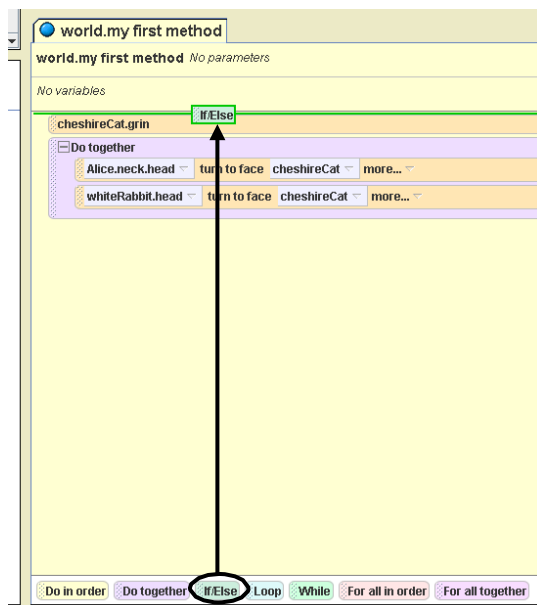 world.my first method
world.my first method No parameters
No variables
If/Else
cheshireCat.grin
Do together
Alice.neck.head turn to face cheshireCat more...
whiteRabbit.head turn to face cheshireCat more...
Do in order Do together If/Else Loop While For all in order For all together